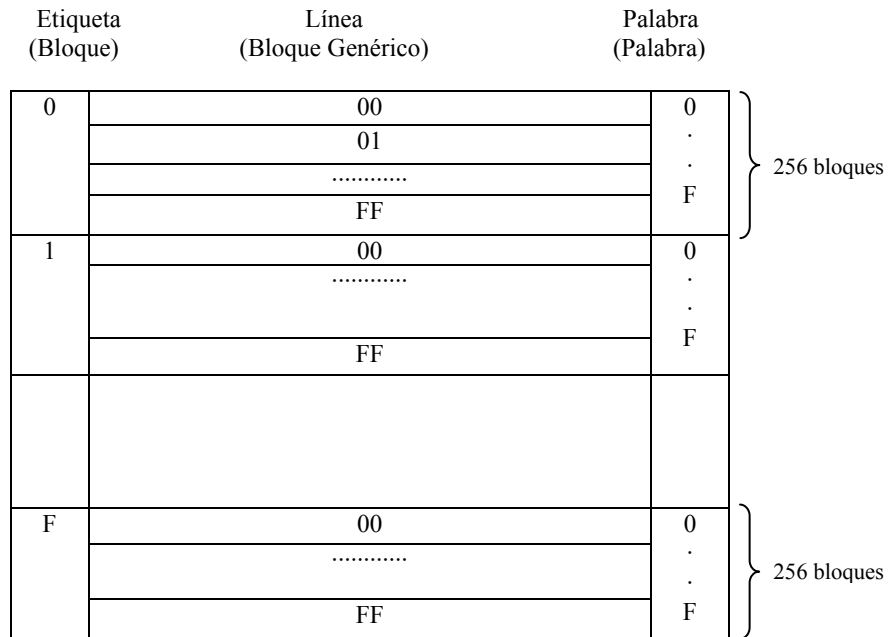 Etiqueta Línea Palabra
(Bloque) (Bloque Genérico) (Palabra)
0 00 0
01 .
............ . 256 bloques
FF F
1 00 0
............ .
.
FF F
F 00 0
............ .
. 256 bloques
FF F